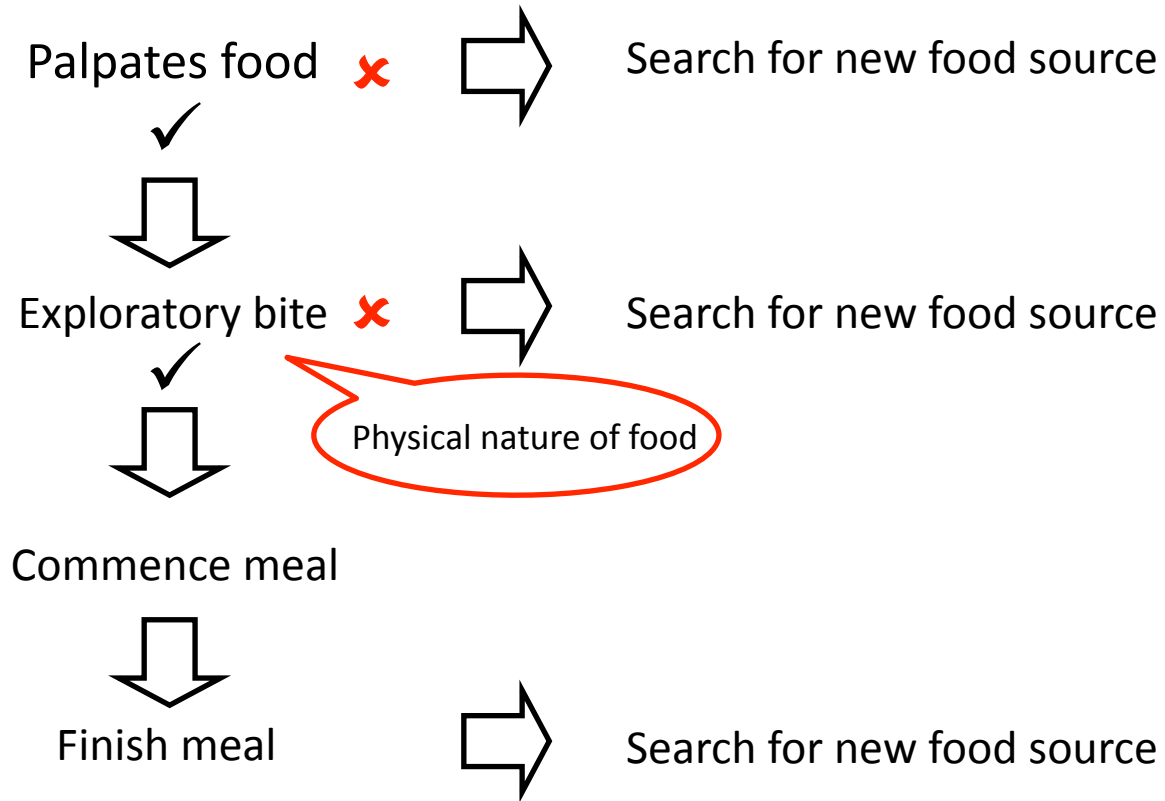 Palpates food ✘ Search for new food source
✓
Exploratory bite ✘ Search for new food source
✓
Physical nature of food
Commence meal
Finish meal Search for new food source